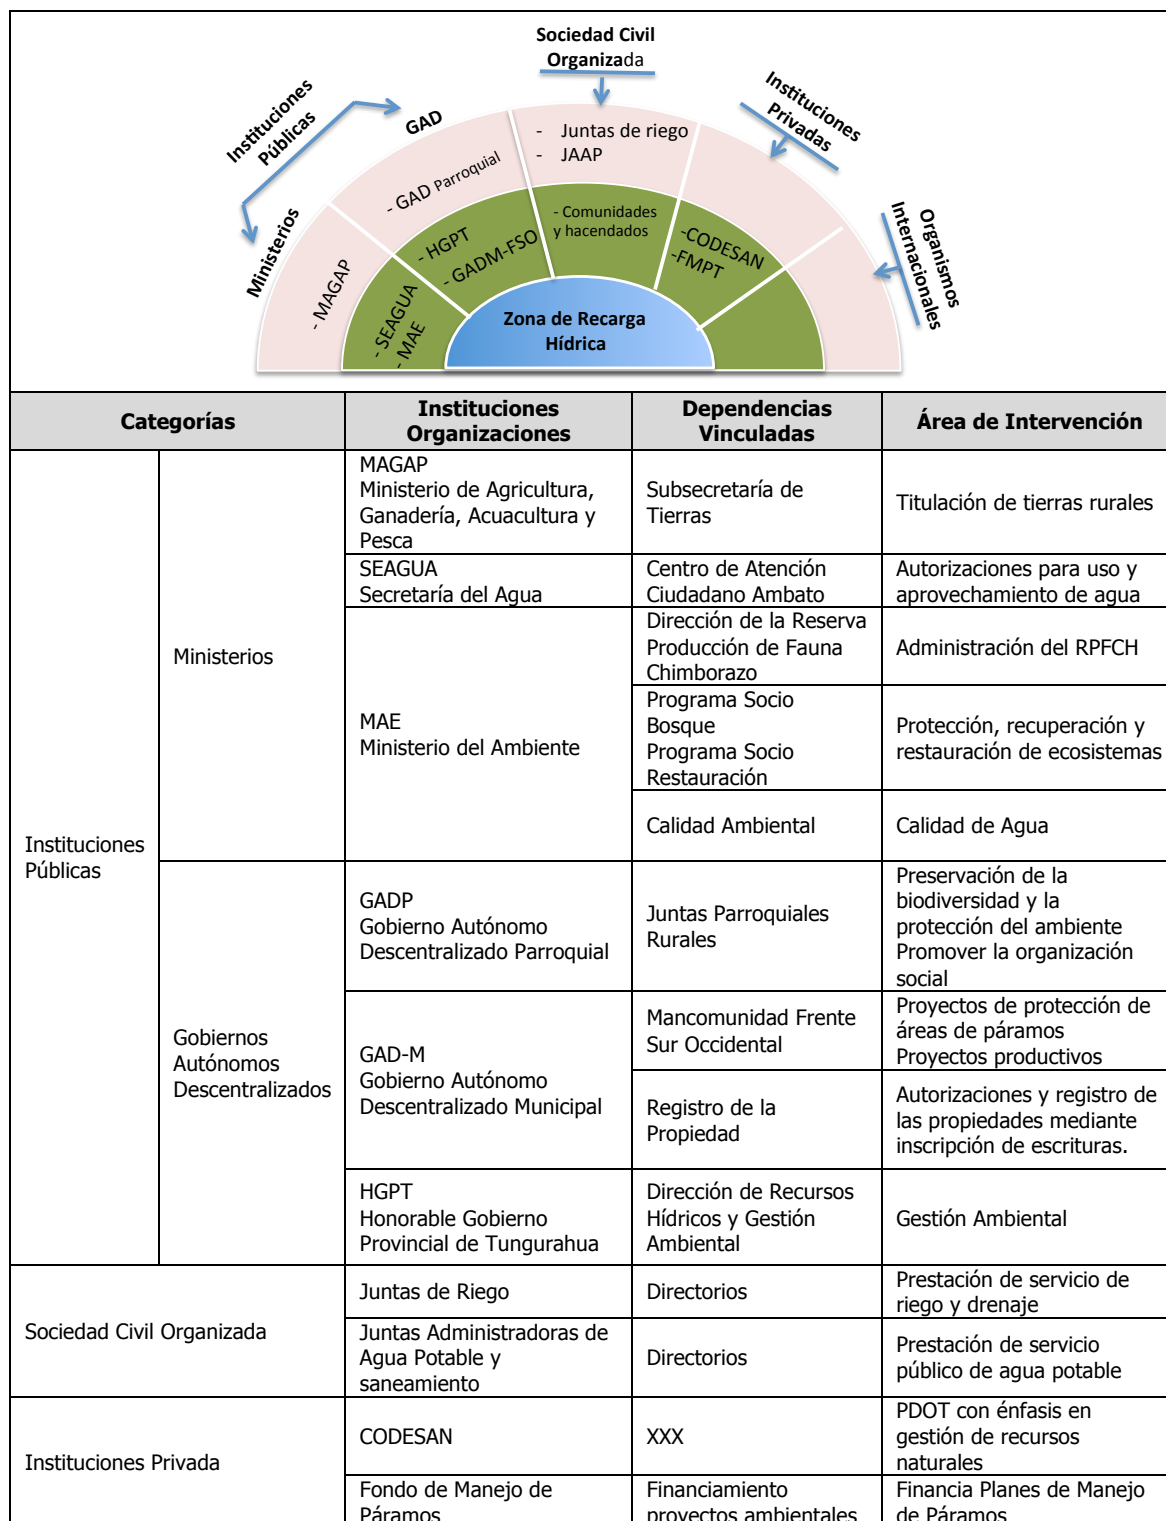 Sociedad Civil
Organizada
Instituciones
Públicas
GAD
Ministerios
Instituciones
Privadas
Organismos
Internacionales
- Juntas de riego
- JAAP
- GAD Parroquial
- MAGAP
- HGPT
- GADM-FSO
- SEAGUA
- MAE
- Comunidades
y hacendados
-CODESAN
-FMPT
Zona de Recarga
Hídrica
Categorías
Instituciones
Organizaciones
Dependencias
Vinculadas
Área de Intervención
Instituciones
Públicas
Ministerios
MAGAP
Ministerio de Agricultura,
Ganadería, Acuacultura y
Pesca
Subsecretaría de
Tierras
Titulación de tierras rurales
SEAGUA
Secretaría del Agua
Centro de Atención
Ciudadano Ambato
Autorizaciones para uso y
aprovechamiento de agua
MAE
Ministerio del Ambiente
Dirección de la Reserva
Producción de Fauna
Chimborazo
Administración del RPFCH
Programa Socio
Bosque
Programa Socio
Restauración
Protección, recuperación y
restauración de ecosistemas
Calidad Ambiental
Calidad de Agua
Gobiernos
Autónomos
Descentralizados
GADP
Gobierno Autónomo
Descentralizado Parroquial
Juntas Parroquiales
Rurales
Preservación de la
biodiversidad y la
protección del ambiente
Promover la organización
social
GAD-M
Gobierno Autónomo
Descentralizado Municipal
Mancomunidad Frente
Sur Occidental
Proyectos de protección de
áreas de páramos
Proyectos productivos
Registro de la
Propiedad
Autorizaciones y registro de
las propiedades mediante
inscripción de escrituras.
HGPT
Honorable Gobierno
Provincial de Tungurahua
Dirección de Recursos
Hídricos y Gestión
Ambiental
Gestión Ambiental
Sociedad Civil Organizada
Juntas de Riego
Directorios
Prestación de servicio de
riego y drenaje
Juntas Administradoras de
Agua Potable y
saneamiento
Directorios
Prestación de servicio
público de agua potable
Instituciones Privada
CODESAN
XXX
PDOT con énfasis en
gestión de recursos
naturales
Fondo de Manejo de
Páramos
Financiamiento
proyectos ambientales
Financia Planes de Manejo
de Páramos